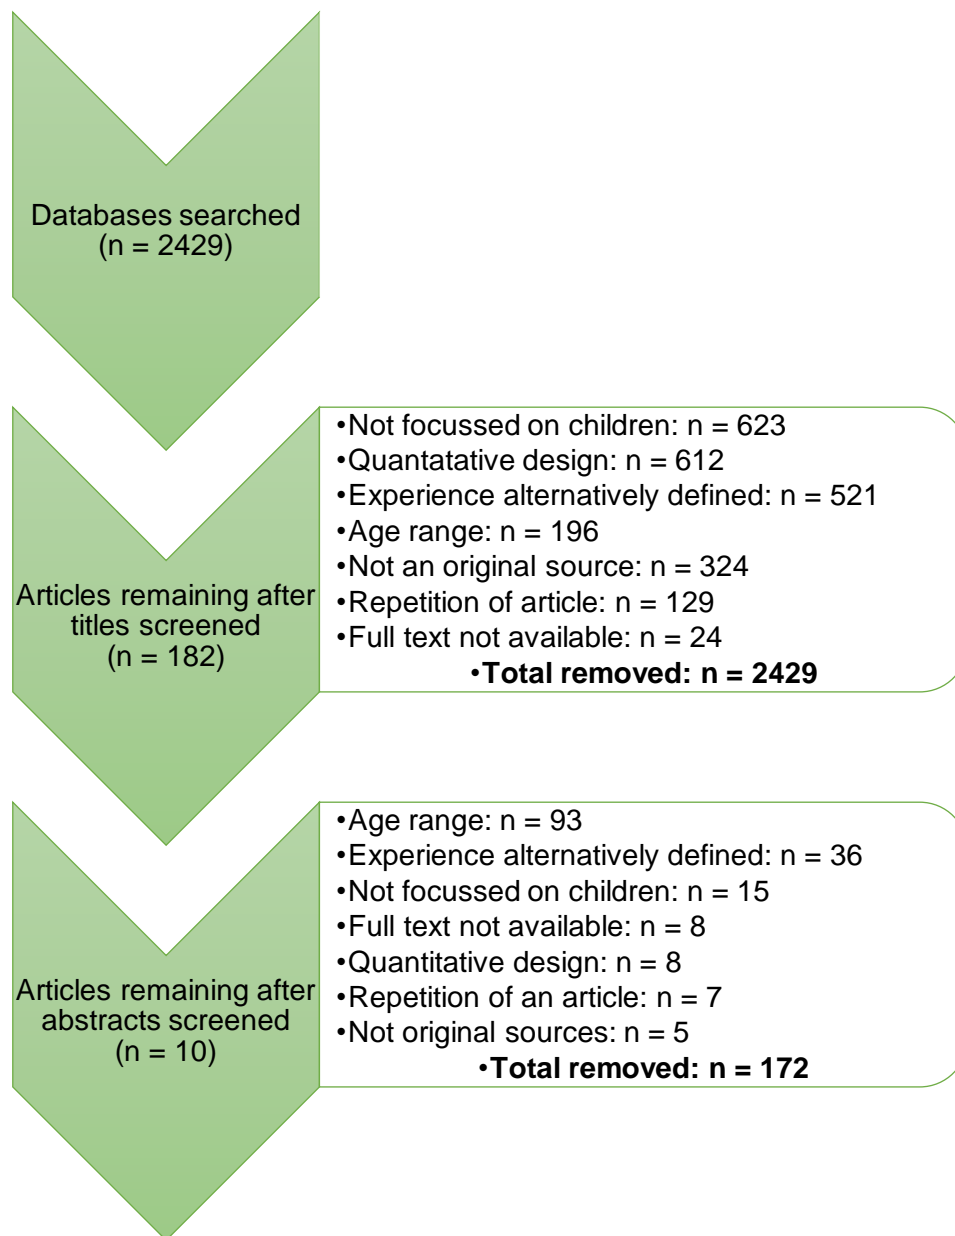 Databases searched
(n = 2429)
Articles remaining after
titles screened
(n = 182)
•Not focussed on children: n = 623
•Quantatative design: n = 612
•Experience alternatively defined: n = 521
•Age range: n = 196
•Not an original source: n = 324
•Repetition of article: n = 129
•Full text not available: n = 24
•Total removed: n = 2429
Articles remaining after
abstracts screened
(n = 10)
•Age range: n = 93
•Experience alternatively defined: n = 36
•Not focussed on children: n = 15
•Full text not available: n = 8
•Quantitative design: n = 8
•Repetition of an article: n = 7
•Not original sources: n = 5
•Total removed: n = 172